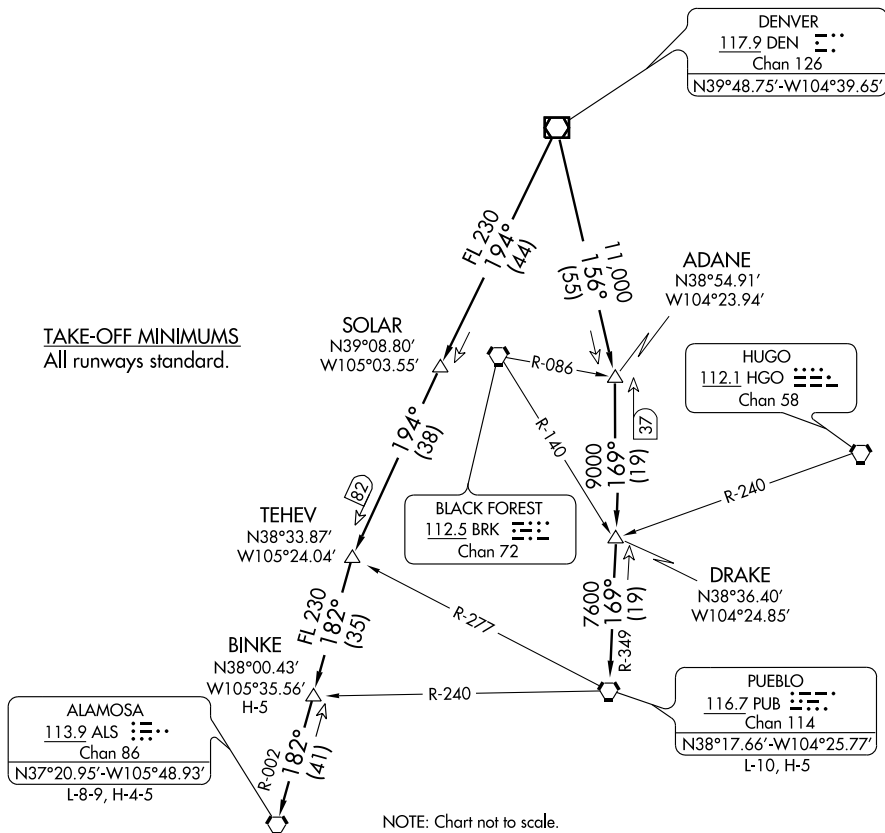 DENVER
117.9 DEN
Chan 126
N39°48.75'-W104°39.65'
FL 230
194°
(44)
11,000
156°
(55)
ADANE
N38°54.91'
W104°23.94'
TAKE-OFF MINIMUMS
All runways standard.
SOLAR
N39°08.80'
W105°03.55'
R-086
HUGO
112.1 HGO
Chan 58
37
194°
(38)
R-140
9000
169°
(19)
R-240
82
BLACK FOREST
112.5 BRK
Chan 72
TEHEV
N38°33.87'
W105°24.04'
DRAKE
N38°36.40'
W104°24.85'
FL 230
182°
(35)
R-277
7600
169°
(19)
R-349
BINKE
N38°00.43'
W105°35.56'
H-5
R-240
PUEBLO
116.7 PUB
Chan 114
N38°17.66'-W104°25.77'
L-10, H-5
ALAMOSA
113.9 ALS
Chan 86
N37°20.95'-W105°48.93'
L-8-9, H-4-5
R-002
182°
(41)
NOTE: Chart not to scale.